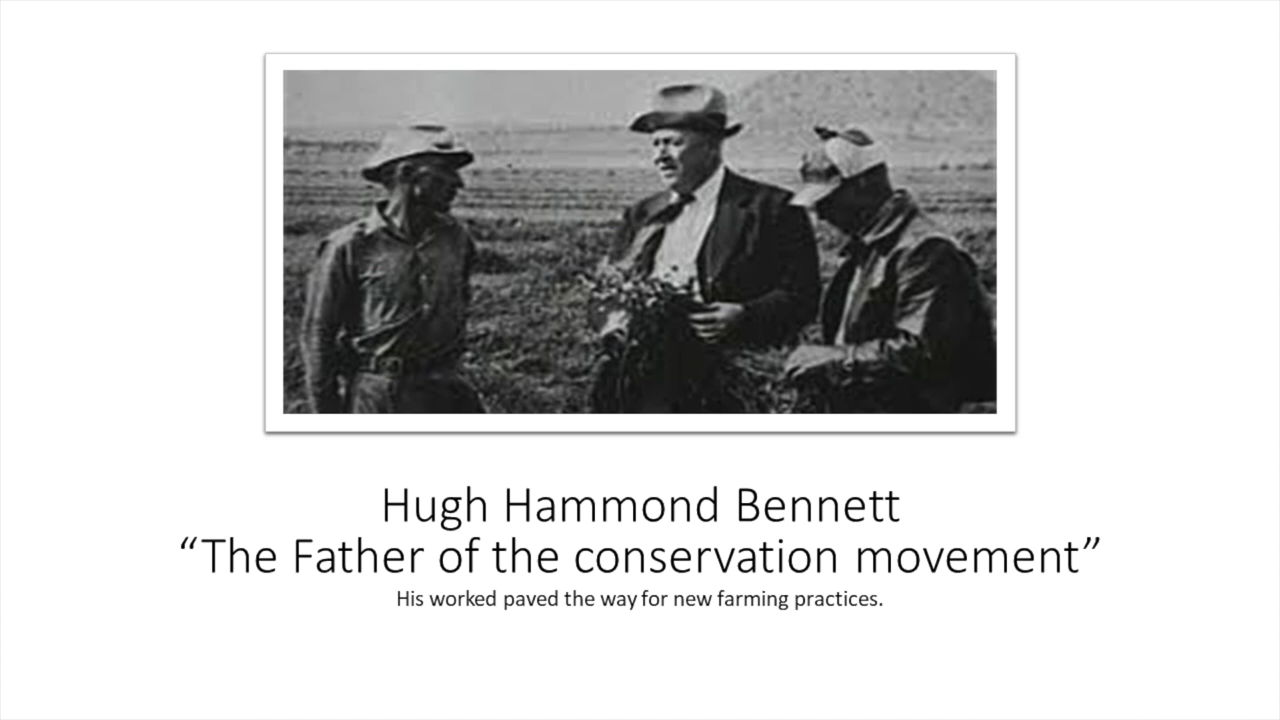 Hugh Hammond Bennett
“The Father of the conservation movement”
His worked paved the way for new farming practices.